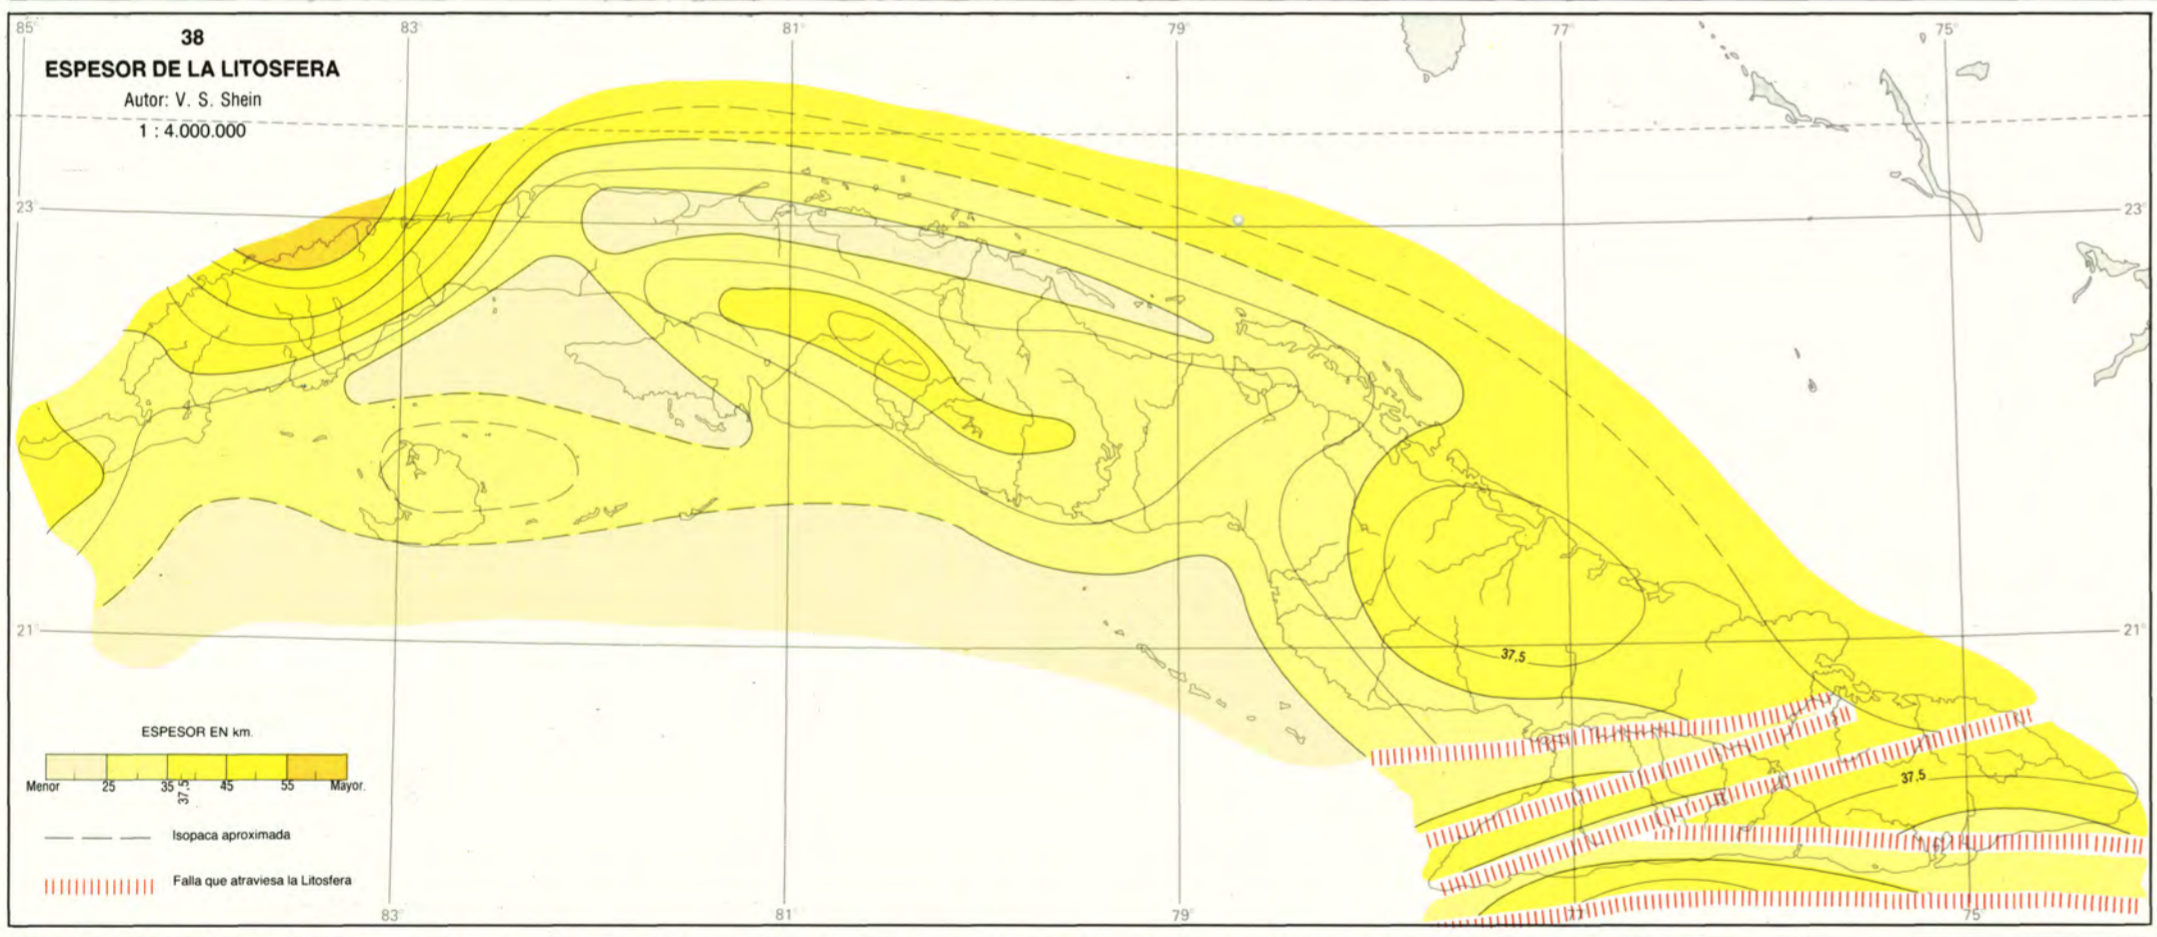 85° 83° 81° 79° 77° 75°
38
ESPESOR DE LA LITOSFERA
Autor: V. S. Shein
1 : 4.000.000
23° 23°
21° 21°
37,5
37,5
ESPESOR EN km.
Menor 25 35 37,5 45 55 Mayor.
Isopaca aproximada
Falla que atraviesa la Litosfera
83° 81° 79° 77 75°